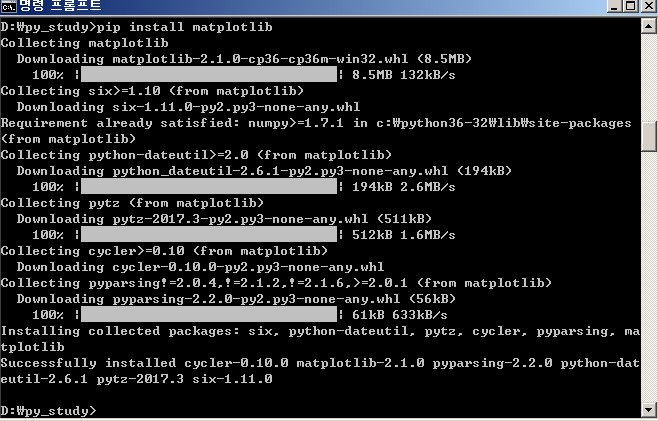 명령 프롬프트
D:₩py_study>pip install matplotlib
Collecting matplotlib
  Downloading matplotlib-2.1.0-cp36-cp36m-win32.whl (8.5MB)
    100% |████████████████████████████████| 8.5MB 132kB/s
Collecting six>=1.10 (from matplotlib)
  Downloading six-1.11.0-py2.py3-none-any.whl
Requirement already satisfied: numpy>=1.7.1 in c:₩python36-32₩lib₩site-packages
(from matplotlib)
Collecting python-dateutil>=2.0 (from matplotlib)
  Downloading python_dateutil-2.6.1-py2.py3-none-any.whl (194kB)
    100% |████████████████████████████████| 194kB 2.6MB/s
Collecting pytz (from matplotlib)
  Downloading pytz-2017.3-py2.py3-none-any.whl (511kB)
    100% |████████████████████████████████| 512kB 1.6MB/s
Collecting cycler>=0.10 (from matplotlib)
  Downloading cycler-0.10.0-py2.py3-none-any.whl
Collecting pyparsing!=2.0.4,!=2.1.2,!=2.1.6,>=2.0.1 (from matplotlib)
  Downloading pyparsing-2.2.0-py2.py3-none-any.whl (56kB)
    100% |████████████████████████████████| 61kB 633kB/s
Installing collected packages: six, python-dateutil, pytz, cycler, pyparsing, ma
tplotlib
Successfully installed cycler-0.10.0 matplotlib-2.1.0 pyparsing-2.2.0 python-dat
eutil-2.6.1 pytz-2017.3 six-1.11.0
D:₩py_study>